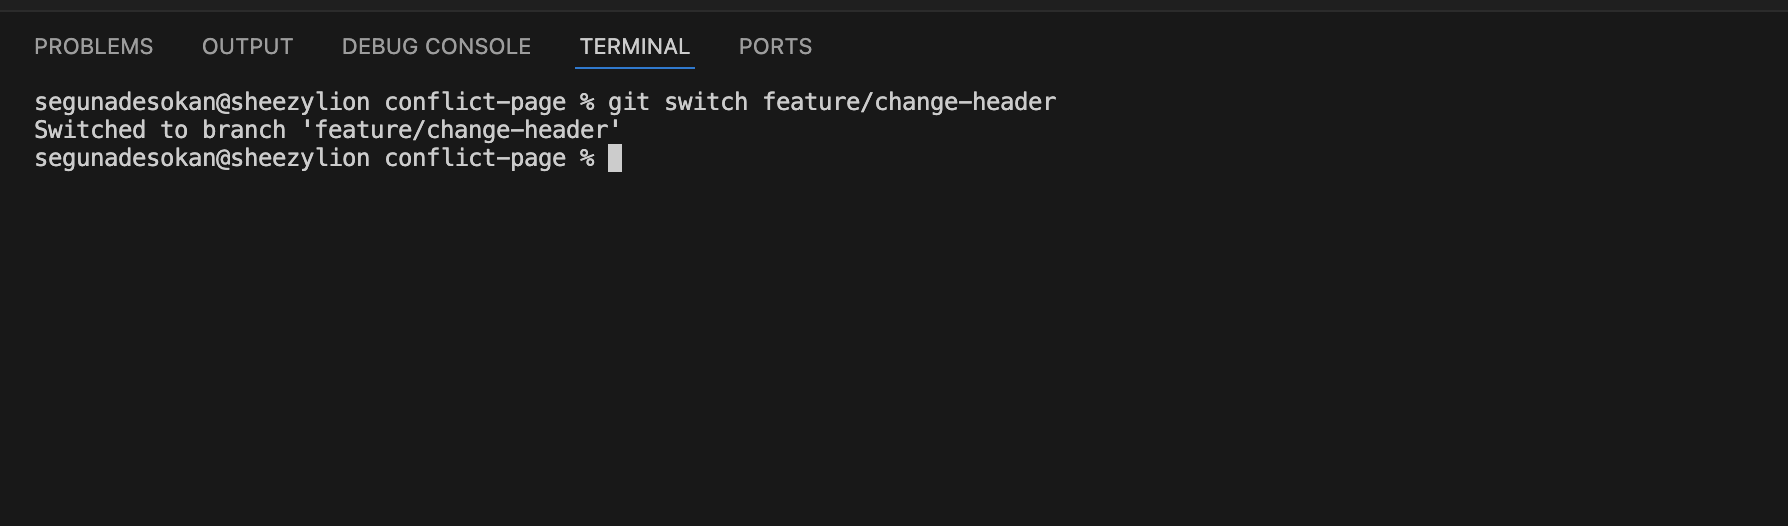 PROBLEMS OUTPUT DEBUG CONSOLE TERMINAL PORTS
segunadesokan@sheezylion conflict-page % git switch feature/change-header
Switched to branch 'feature/change-header'
segunadesokan@sheezylion conflict-page %